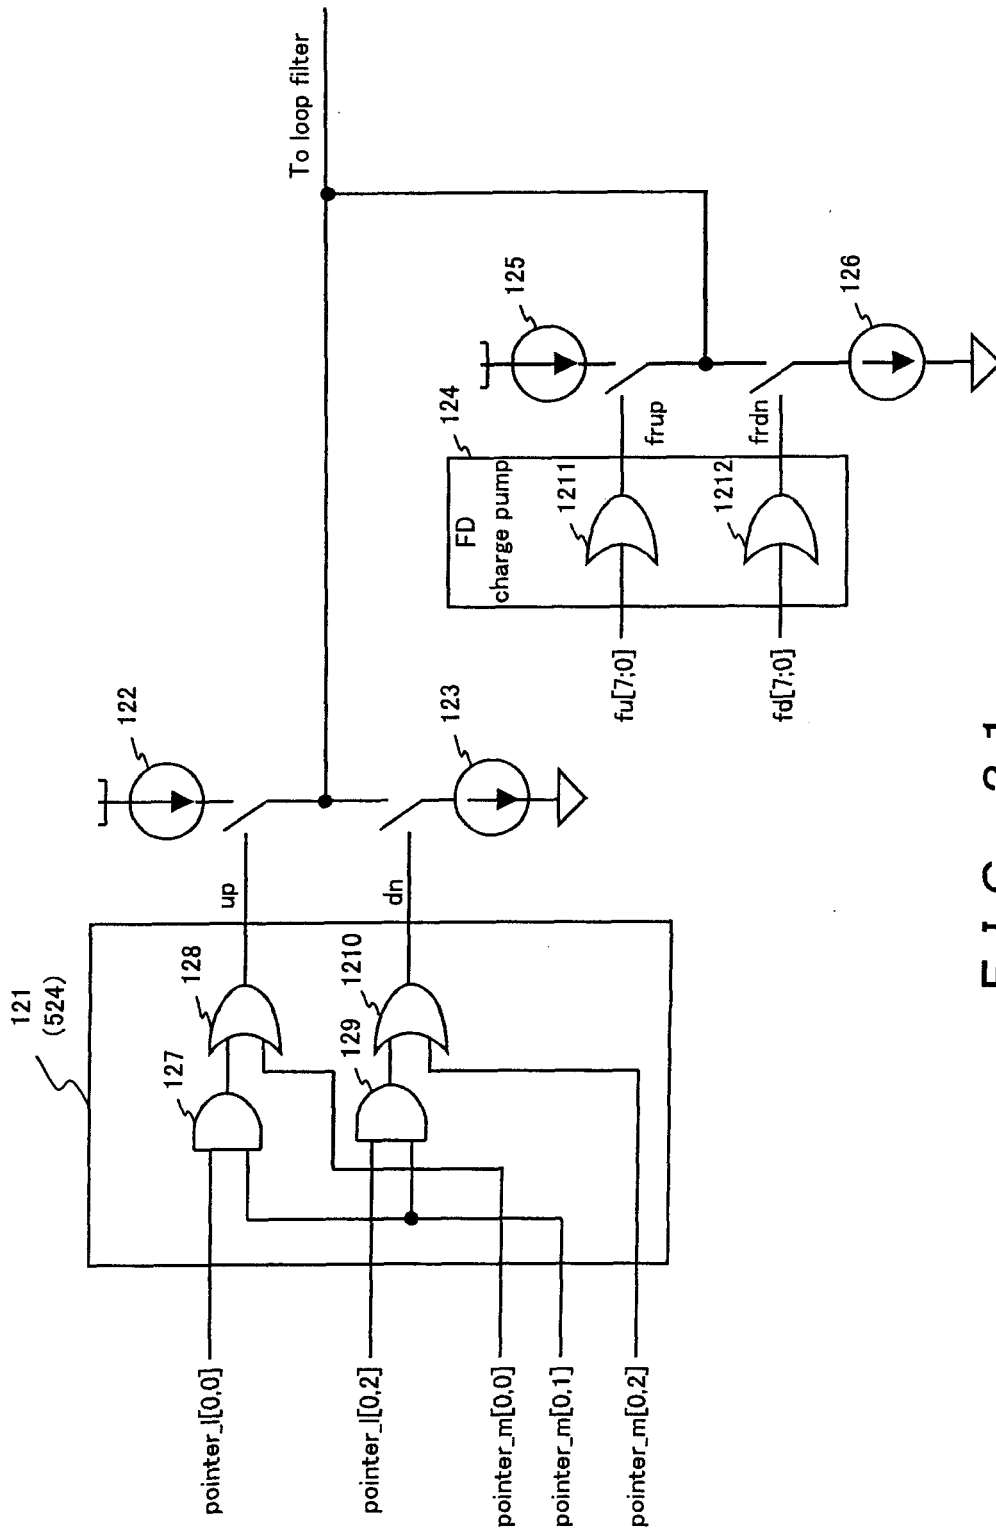 121
(524)
122
127
128
pointer_l[0,0]
up
To loop filter
129
1210
pointer_l[0,2]
dn
123
124
FD
charge pump
125
pointer_m[0,0]
pointer_m[0,1]
pointer_m[0,2]
1211
fu[7;0]
frup
1212
fd[7;0]
frdn
126